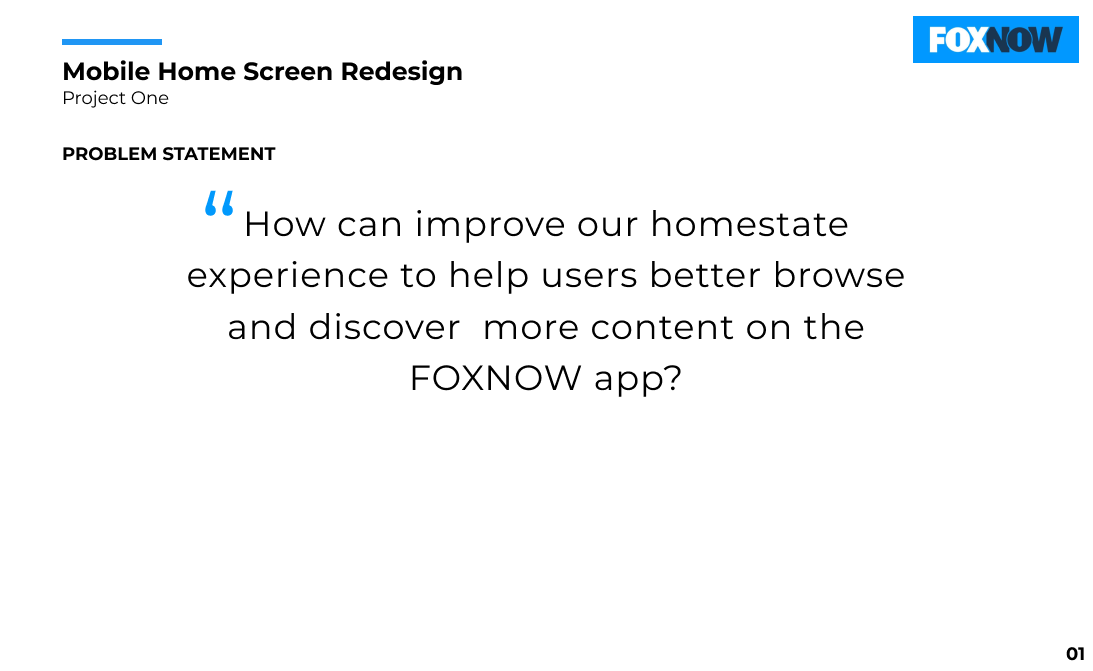 FOXNOW
Mobile Home Screen Redesign
Project One
PROBLEM STATEMENT
“ How can improve our homestate
experience to help users better browse
and discover  more content on the
FOXNOW app?
01